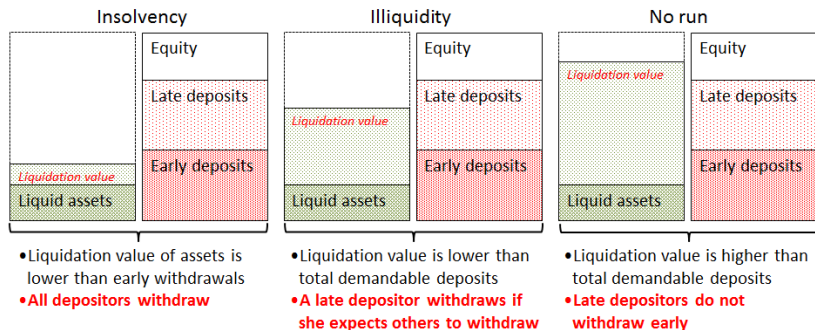 Insolvency
Equity
Late deposits
Liquidation value
Early deposits
Liquid assets
•Liquidation value of assets is
lower than early withdrawals
•All depositors withdraw
Illiquidity
Equity
Liquidation value
Late deposits
Early deposits
Liquid assets
•Liquidation value is lower than
total demandable deposits
•A late depositor withdraws if
she expects others to withdraw
No run
Equity
Liquidation value
Late deposits
Early deposits
Liquid assets
•Liquidation value is higher than
total demandable deposits
•Late depositors do not
withdraw early